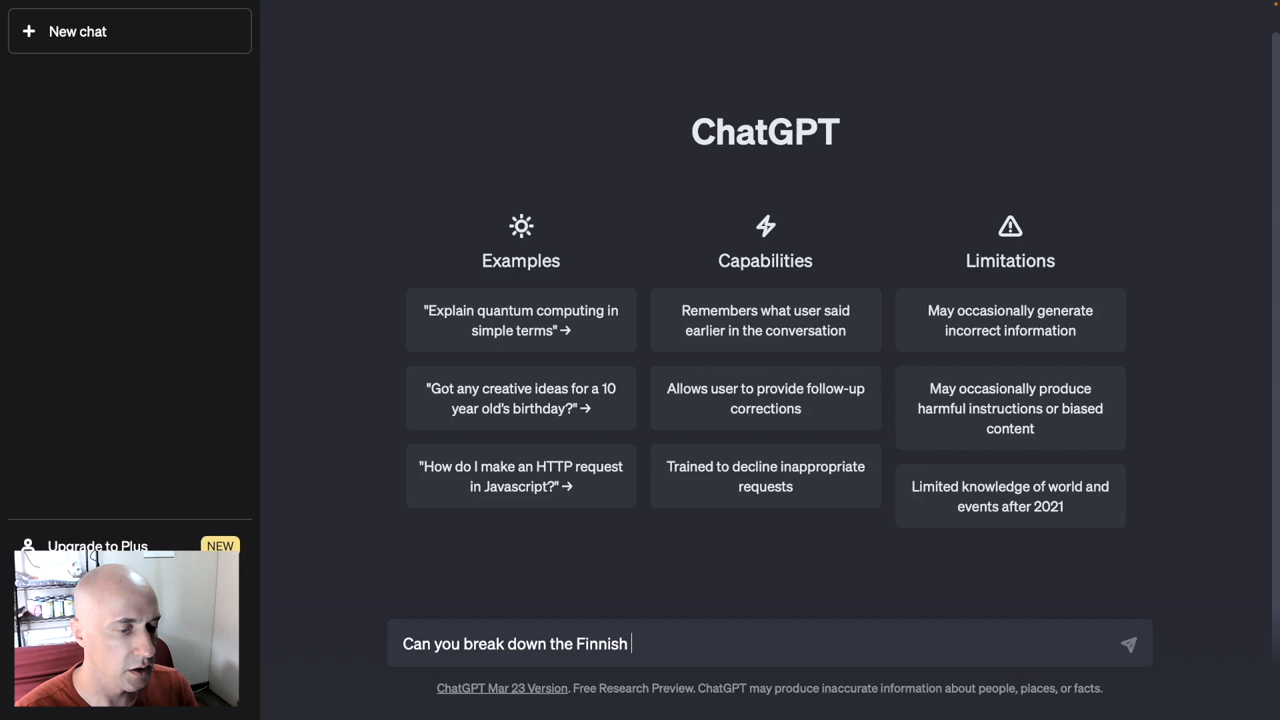 New chat
ChatGPT
Examples
"Explain quantum computing in
simple terms" →
"Got any creative ideas for a 10
year old's birthday?" →
"How do I make an HTTP request
in Javascript?" →
Capabilities
Remembers what user said
earlier in the conversation
Allows user to provide follow-up
corrections
Trained to decline inappropriate
requests
Limitations
May occasionally generate
incorrect information
May occasionally produce
harmful instructions or biased
content
Limited knowledge of world and
events after 2021
Upgrade to Plus
NEW
Can you break down the Finnish
ChatGPT Mar 23 Version. Free Research Preview. ChatGPT may produce inaccurate information about people, places, or facts.